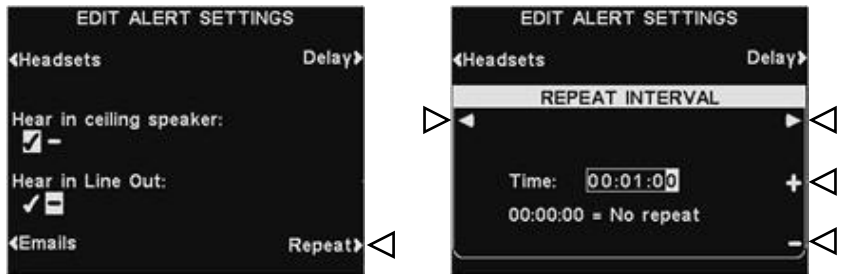 EDIT ALERT SETTINGS
Headsets Delay
Hear in ceiling speaker:
Hear in Line Out:
Emails Repeat
EDIT ALERT SETTINGS
Headsets Delay
REPEAT INTERVAL
Time: 00:01:00 +
00:00:00 = No repeat
-